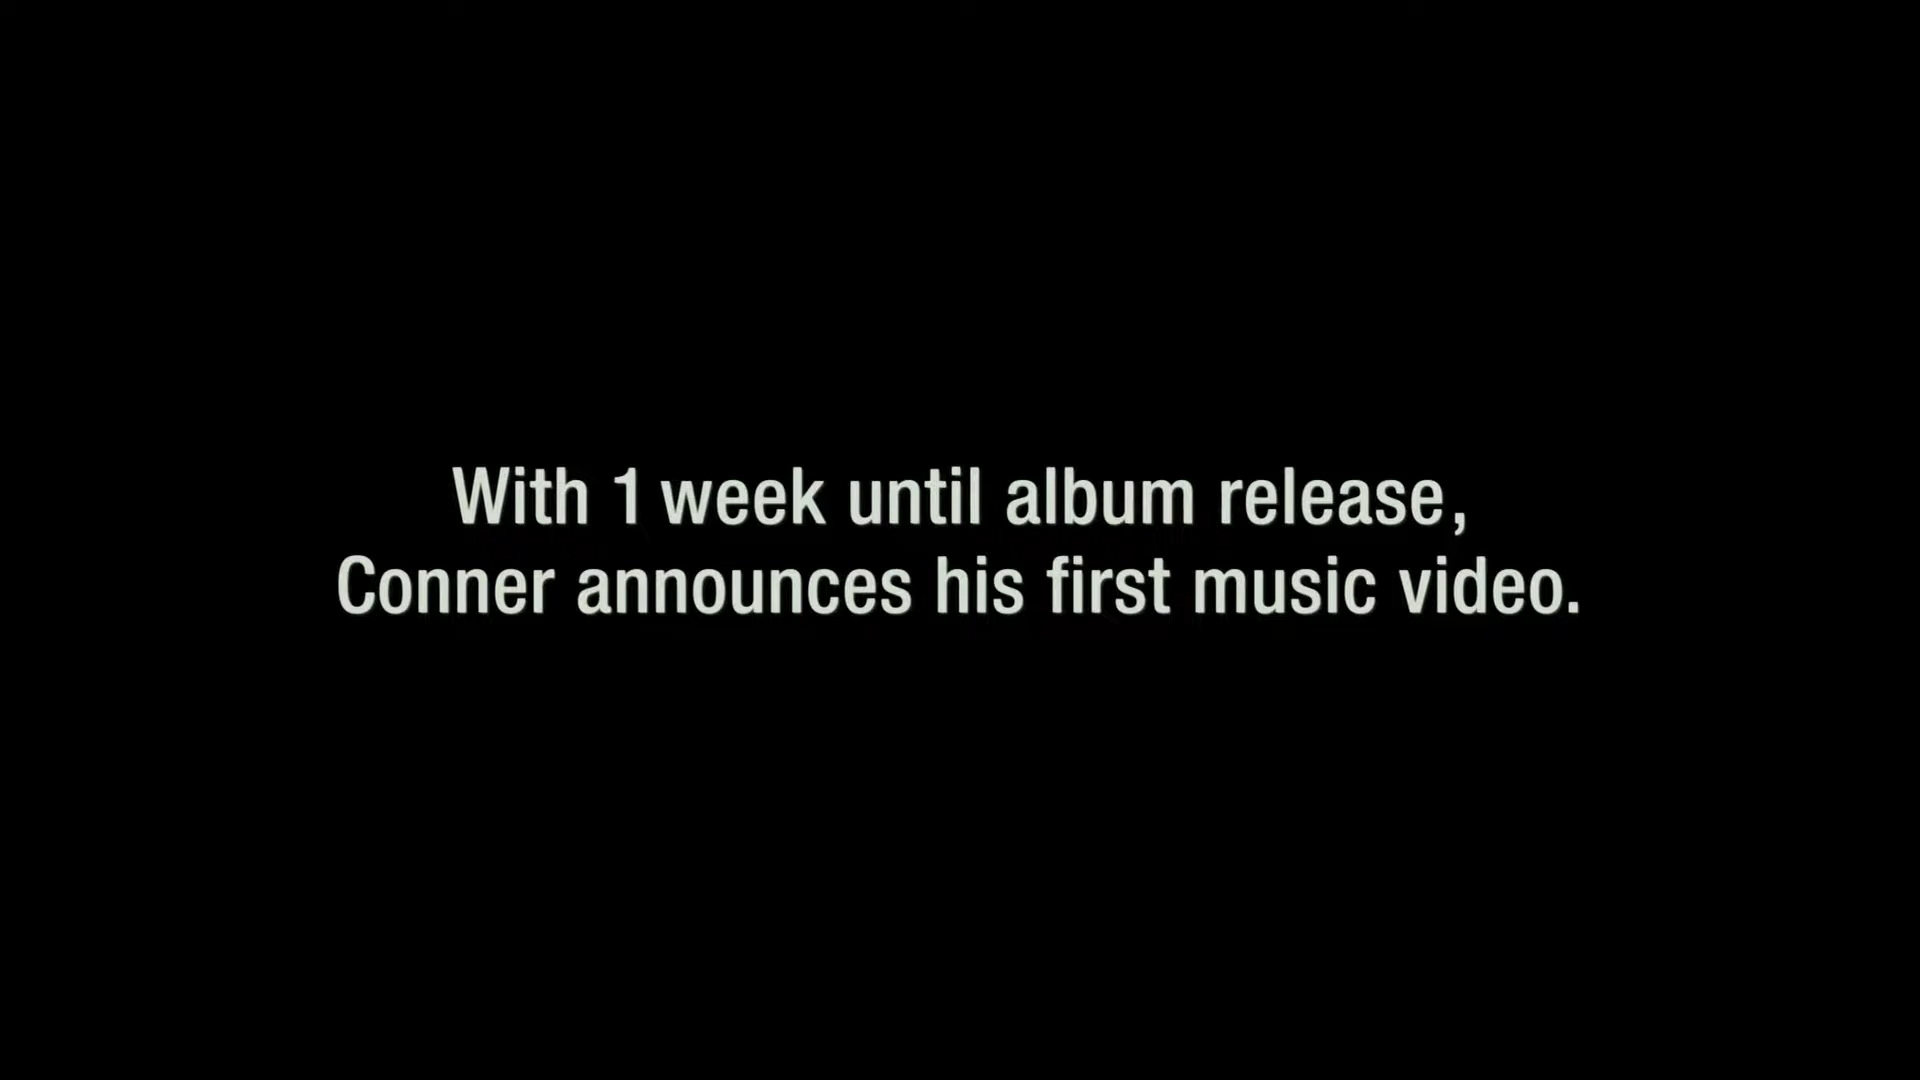 With 1 week until album release,
Conner announces his first music video.